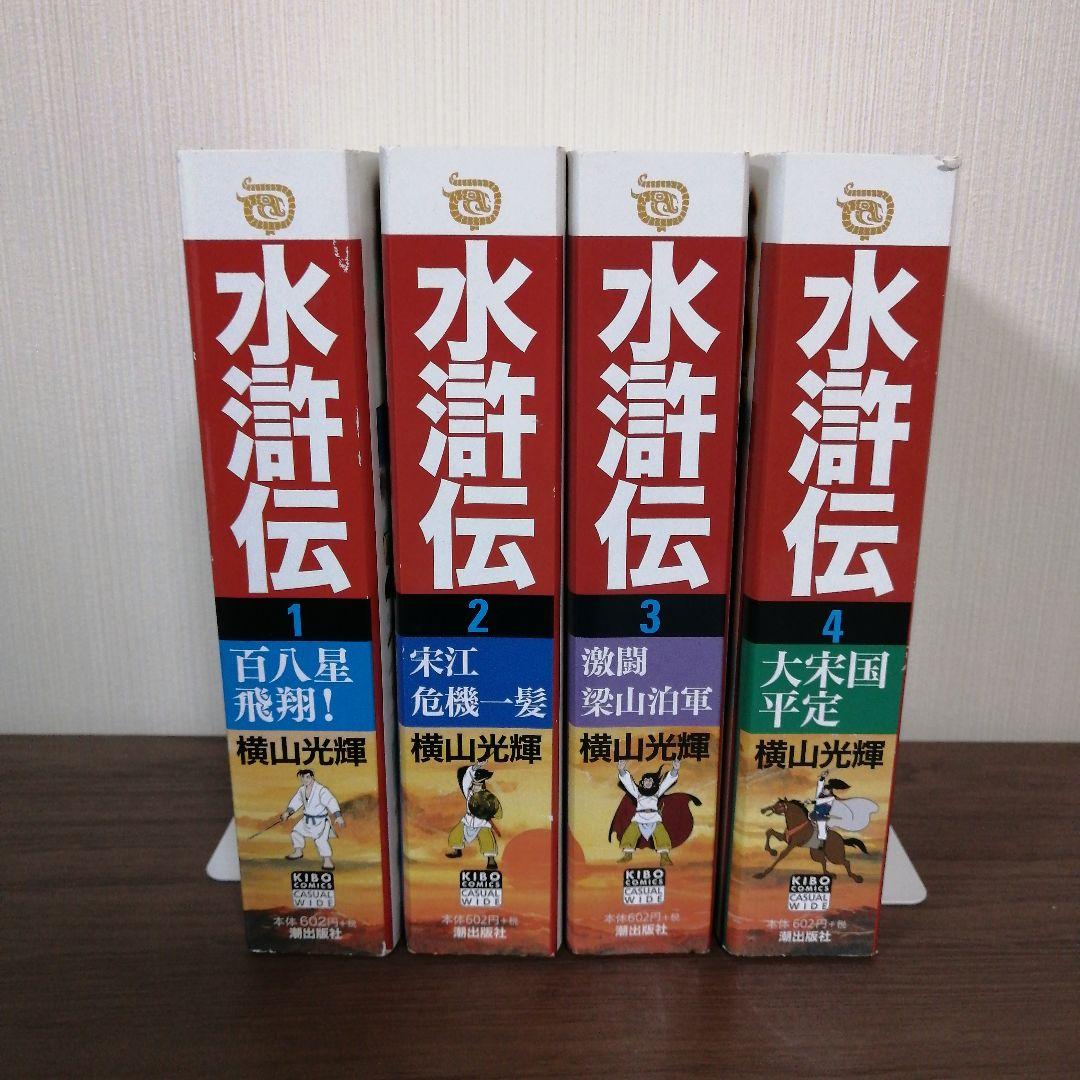 水滸伝
1
百八星
飛翔!
横山光輝
KIBO
COMICS
CASUAL
WIDE
本体602円+税
潮出版社
水滸伝
2
宋江
危機一髪
横山光輝
KIBO
COMICS
CASUAL
WIDE
本体602円+税
潮出版社
水滸伝
3
激闘
梁山泊軍
横山光輝
KIBO
COMICS
CASUAL
WIDE
本体602円+税
潮出版社
水滸伝
4
大宋国
平定
横山光輝
KIBO
COMICS
CASUAL
WIDE
本体602円+税
潮出版社